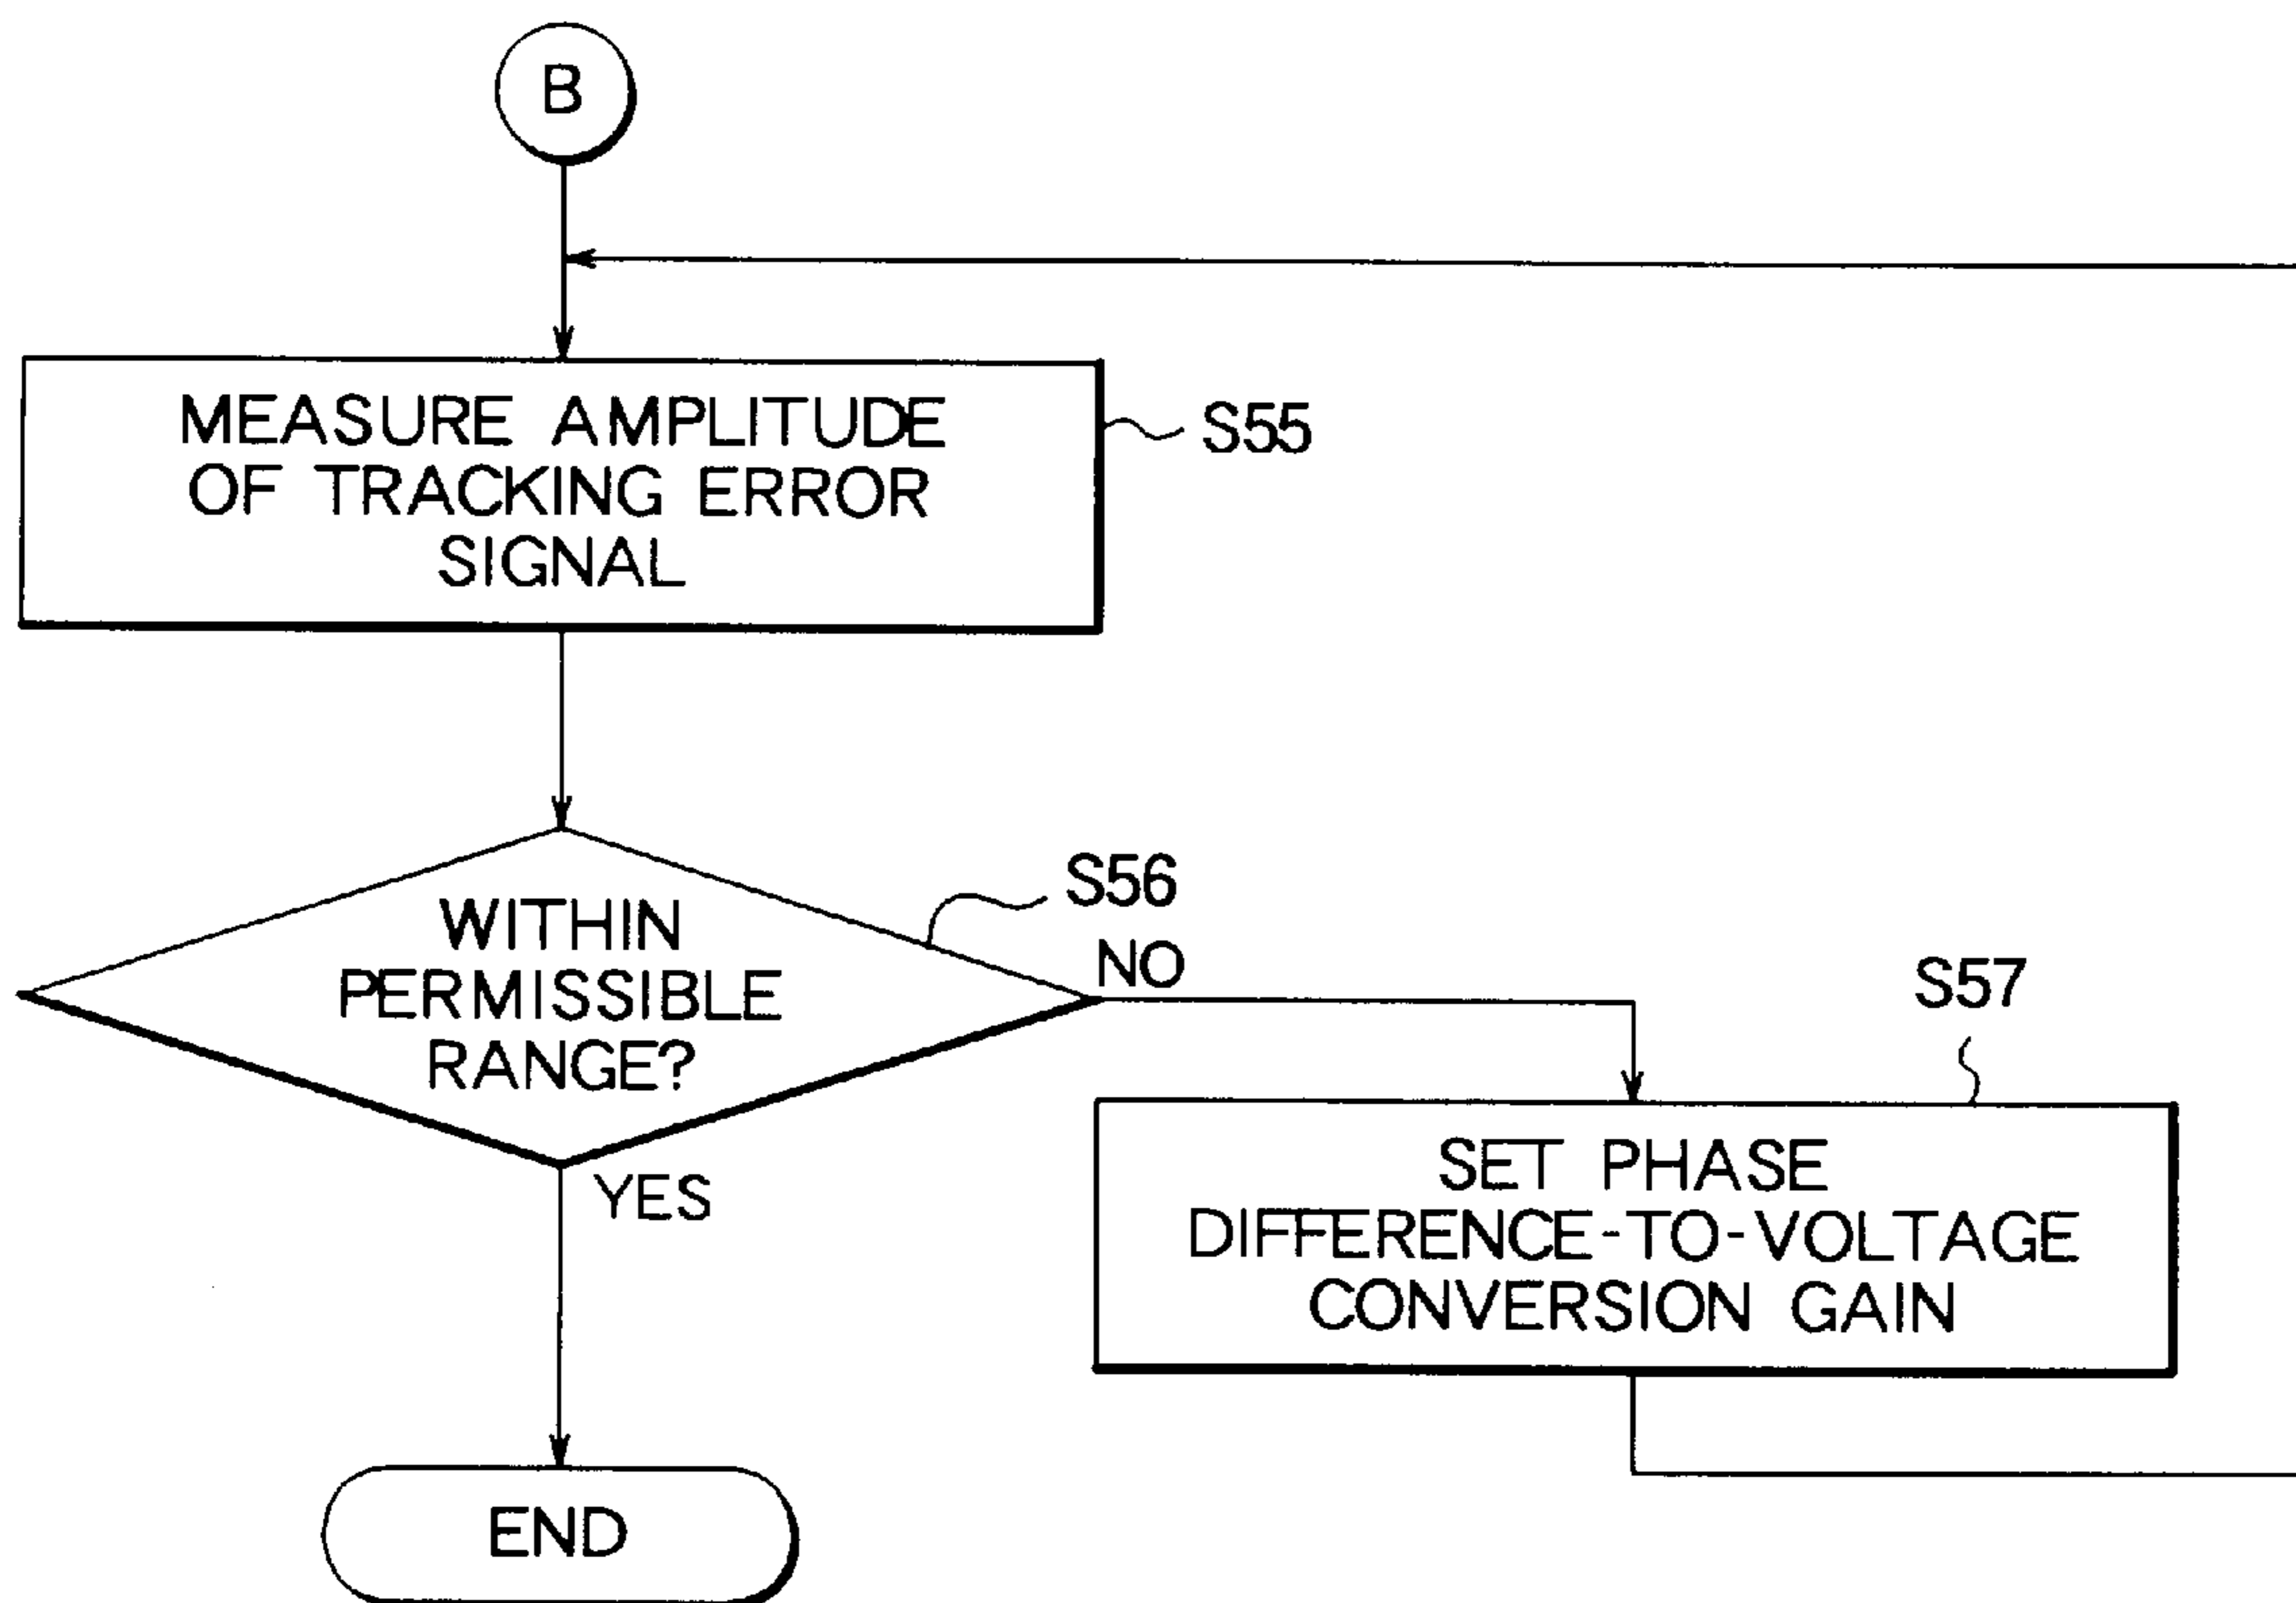 B
MEASURE AMPLITUDE
OF TRACKING ERROR
SIGNAL
S55
S56
WITHIN
PERMISSIBLE
RANGE?
NO
YES
S57
SET PHASE
DIFFERENCE-TO-VOLTAGE
CONVERSION GAIN
END